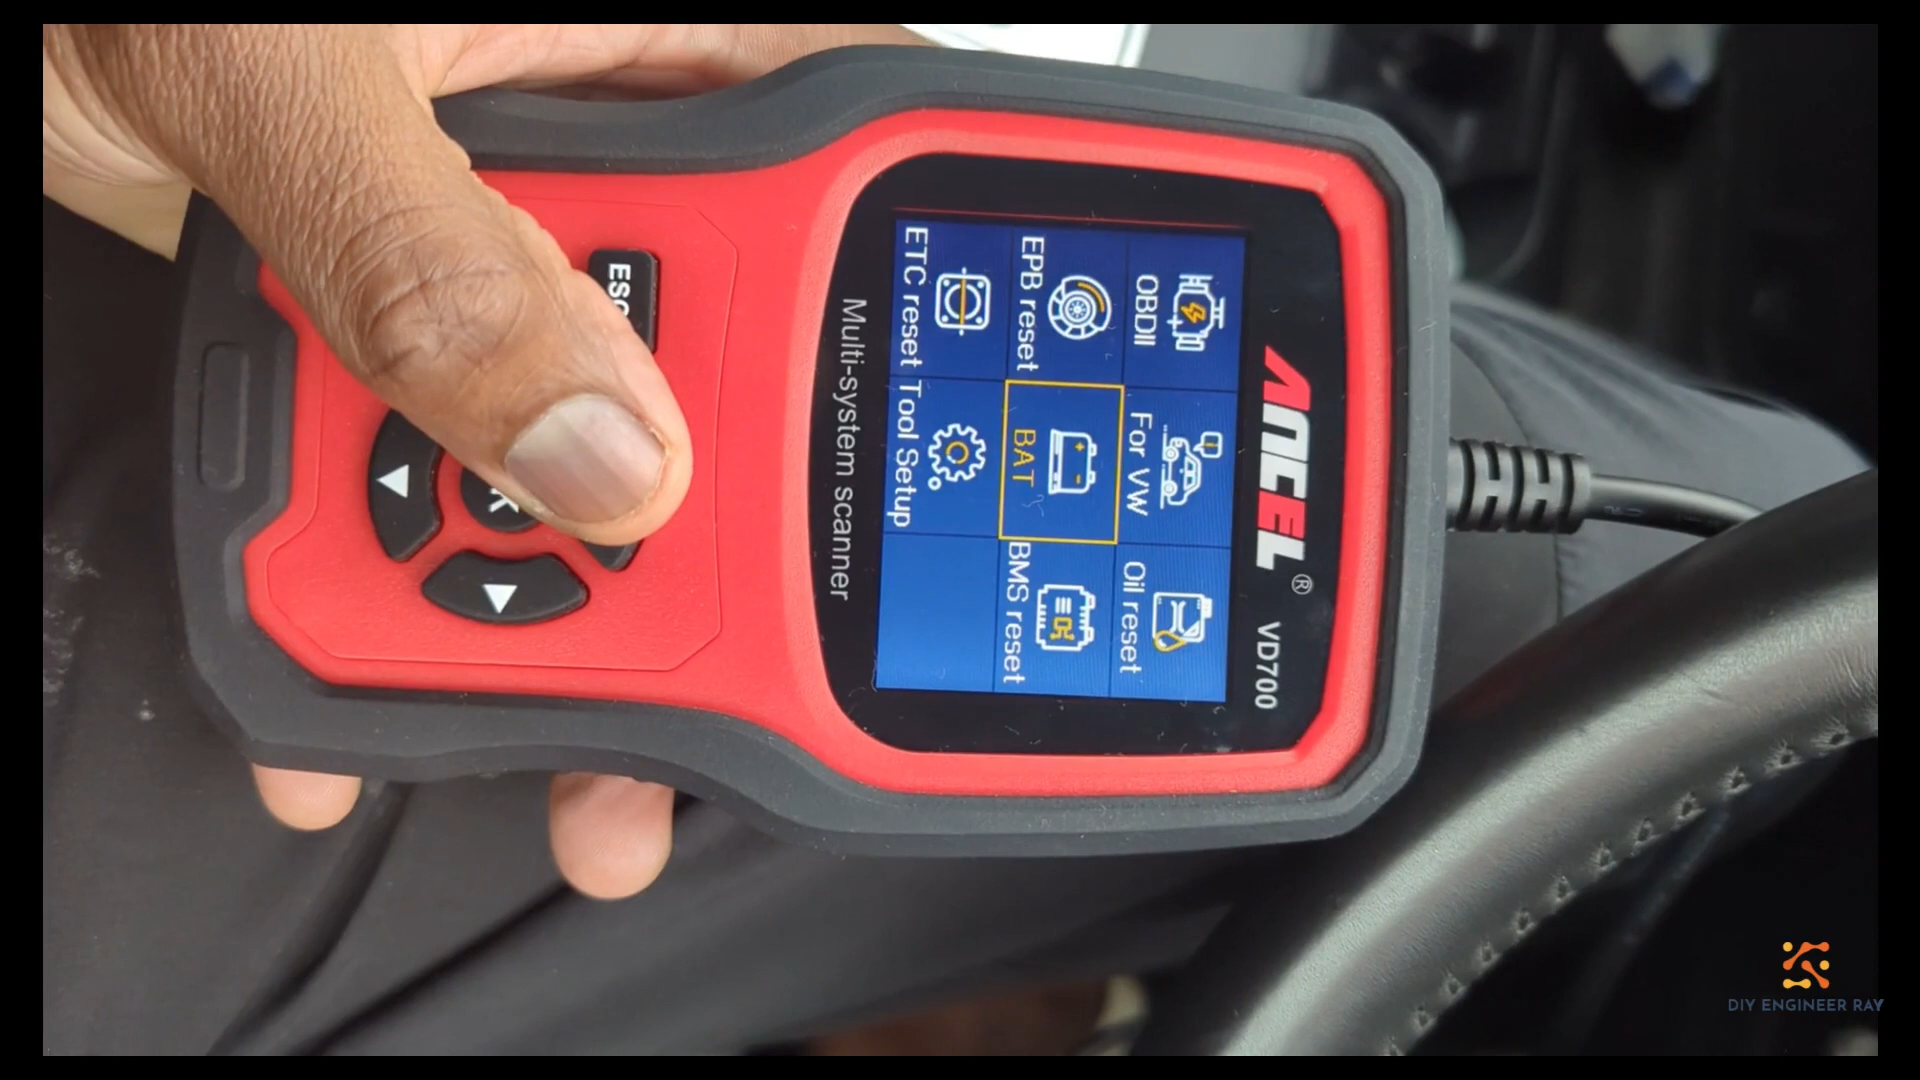 ANCEL® VD700
OBDII
For VW
Oil reset
EPB reset
BAT
BMS reset
ETC reset
Tool Setup
Multi-system scanner
ESC
DIY ENGINEER RAY